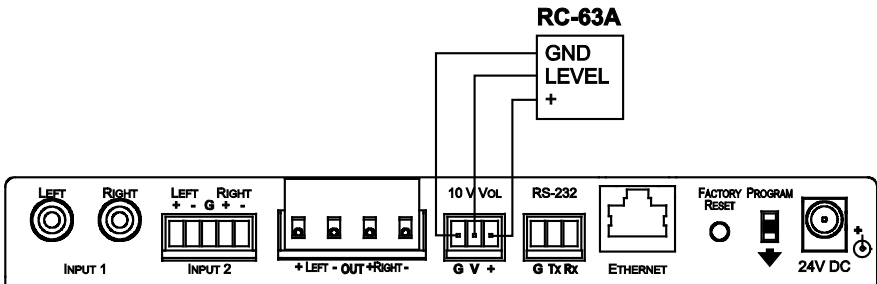 RC-63A
GND
LEVEL
+
LEFT RIGHT LEFT RIGHT 10 V VOL RS-232 FACTORY PROGRAM
RESET
+ - G + -
+ LEFT - OUT +RIGHT - G V + G Tx Rx
INPUT 1 INPUT 2 ETHERNET 24V DC
+